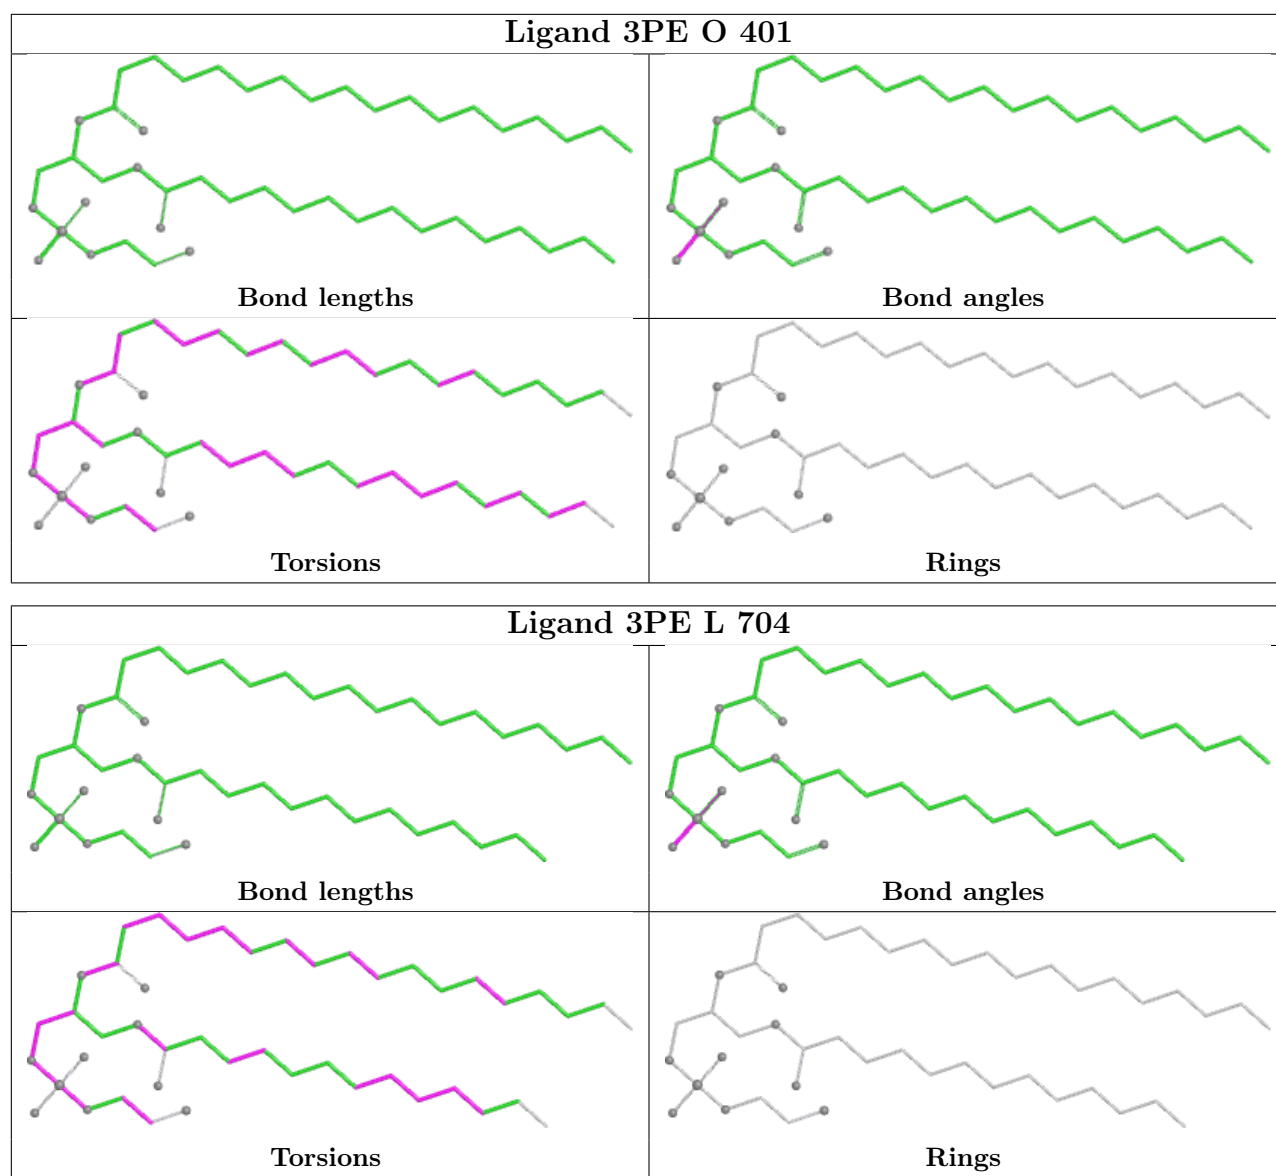 Ligand 3PE O 401
Bond lengths
Bond angles
Torsions
Rings
Ligand 3PE L 704
Bond lengths
Bond angles
Torsions
Rings